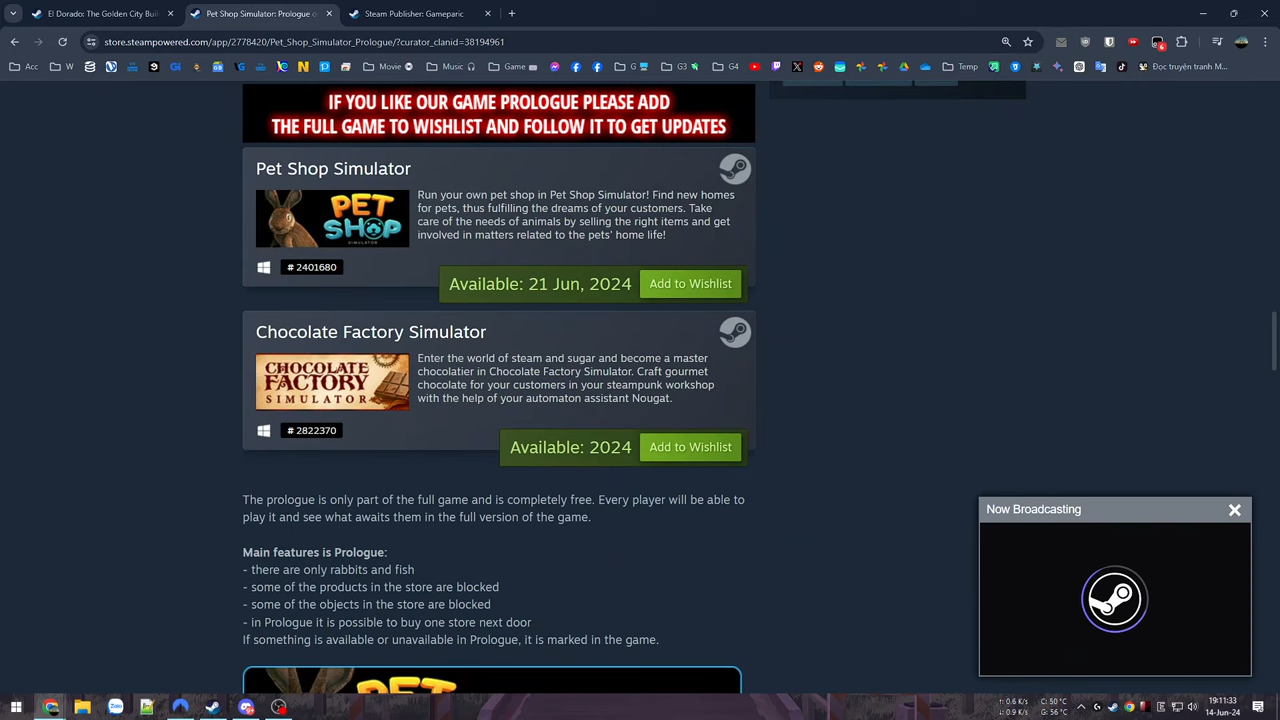 El Dorado: The Golden City Buil
Pet Shop Simulator: Prologue o
Steam Publisher: Gameparic
store.steampowered.com/app/2778420/Pet_Shop_Simulator_Prologue/?curator_clanid=38194961
Acc
W
Movie
Music
Game
G
G3
G4
Temp
Đọc truyện tranh M...
IF YOU LIKE OUR GAME PROLOGUE PLEASE ADD
THE FULL GAME TO WISHLIST AND FOLLOW IT TO GET UPDATES
Pet Shop Simulator
PET
SHOP
SIMULATOR
Run your own pet shop in Pet Shop Simulator! Find new homes
for pets, thus fulfilling the dreams of your customers. Take
care of the needs of animals by selling the right items and get
involved in matters related to the pets' home life!
# 2401680
Available: 21 Jun, 2024
Add to Wishlist
Chocolate Factory Simulator
CHOCOLATE
FACTORY
SIMULATOR
Enter the world of steam and sugar and become a master
chocolatier in Chocolate Factory Simulator. Craft gourmet
chocolate for your customers in your steampunk workshop
with the help of your automaton assistant Nougat.
# 2822370
Available: 2024
Add to Wishlist
The prologue is only part of the full game and is completely free. Every player will be able to
play it and see what awaits them in the full version of the game.
Main features is Prologue:
- there are only rabbits and fish
- some of the products in the store are blocked
- some of the objects in the store are blocked
- in Prologue it is possible to buy one store next door
If something is available or unavailable in Prologue, it is marked in the game.
PET
Now Broadcasting
↑: 0.6 K/s
↓: 0.9 K/s
C: 50 °C
G: 56 °C
19:11:33
14-Jun-24